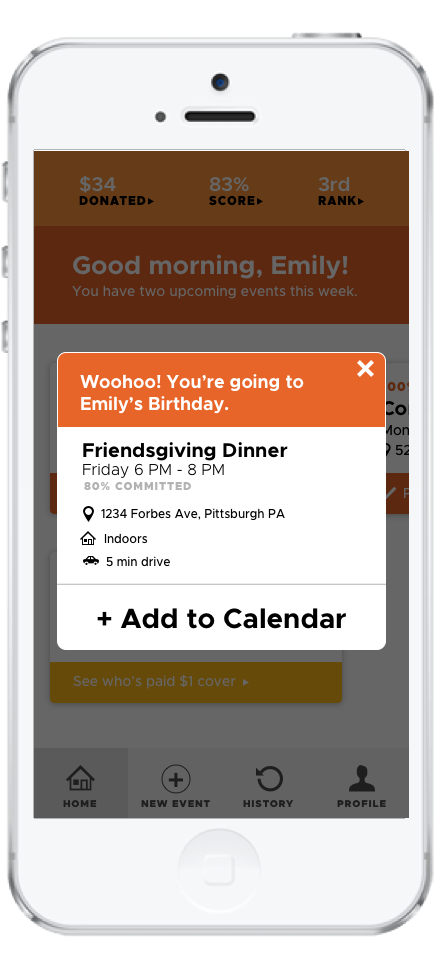 $34
DONATED▸
83%
SCORE▸
3rd
RANK▸
Good morning, Emily!
You have two upcoming events this week.
Woohoo! You’re going to
Emily’s Birthday.
Friendsgiving Dinner
Friday 6 PM - 8 PM
80% COMMITTED
1234 Forbes Ave, Pittsburgh PA
Indoors
5 min drive
+ Add to Calendar
Mon
52
See who’s paid $1 cover ▸
HOME
NEW EVENT
HISTORY
PROFILE